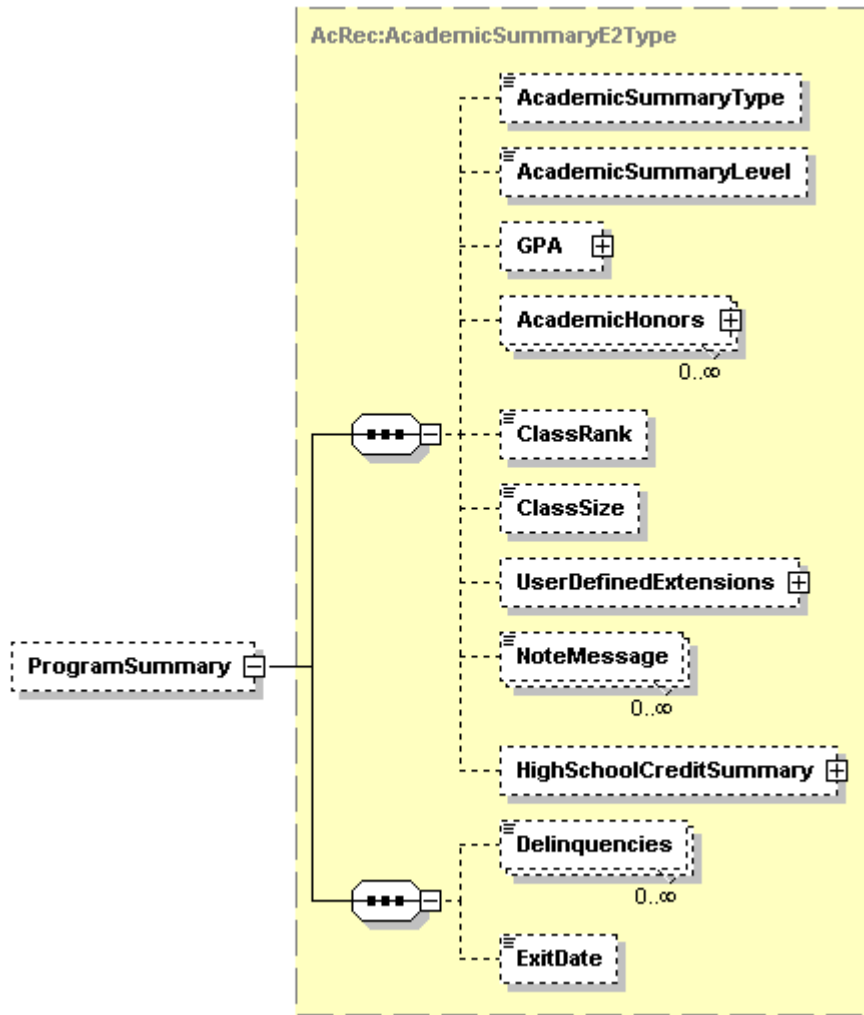 AcRec:AcademicSummaryE2Type
AcademicSummaryType
AcademicSummaryLevel
GPA
AcademicHonors
0..∞
ClassRank
ClassSize
UserDefinedExtensions
NoteMessage
0..∞
ProgramSummary
HighSchoolCreditSummary
Delinquencies
0..∞
ExitDate